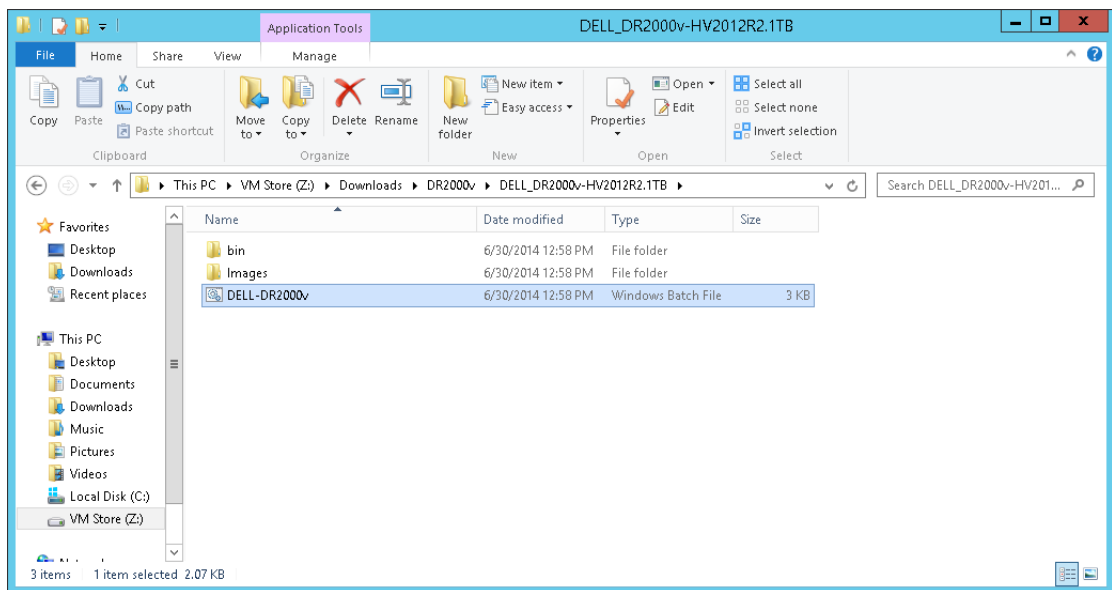 Application Tools
DELL_DR2000v-HV2012R2.1TB
File Home Share View Manage
Copy
Paste
Cut
Copy path
Paste shortcut
Clipboard
Move to
Copy to
Delete
Rename
Organize
New folder
New item
Easy access
New
Properties
Open
Edit
Open
Select all
Select none
Invert selection
Select
This PC VM Store (Z:) Downloads DR2000v DELL_DR2000v-HV2012R2.1TB
Search DELL_DR2000v-HV201...
Favorites
Desktop
Downloads
Recent places
This PC
Desktop
Documents
Downloads
Music
Pictures
Videos
Local Disk (C:)
VM Store (Z:)
Name Date modified Type Size
bin 6/30/2014 12:58 PM File folder
Images 6/30/2014 12:58 PM File folder
DELL-DR2000v 6/30/2014 12:58 PM Windows Batch File 3 KB
3 items 1 item selected 2.07 KB